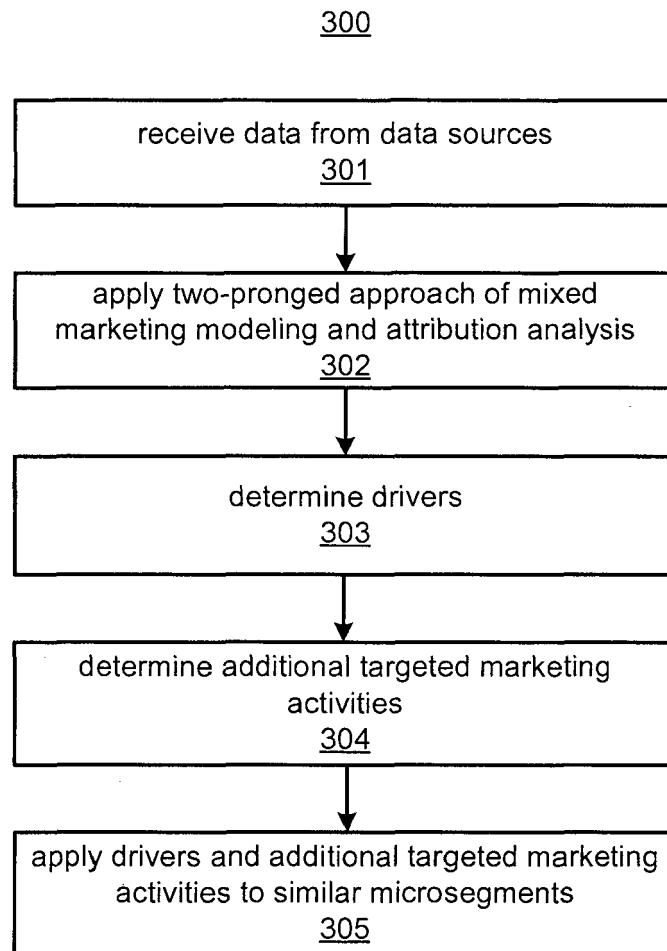 300
receive data from data sources
301
apply two-pronged approach of mixed
marketing modeling and attribution analysis
302
determine drivers
303
determine additional targeted marketing
activities
304
apply drivers and additional targeted marketing
activities to similar microsegments
305